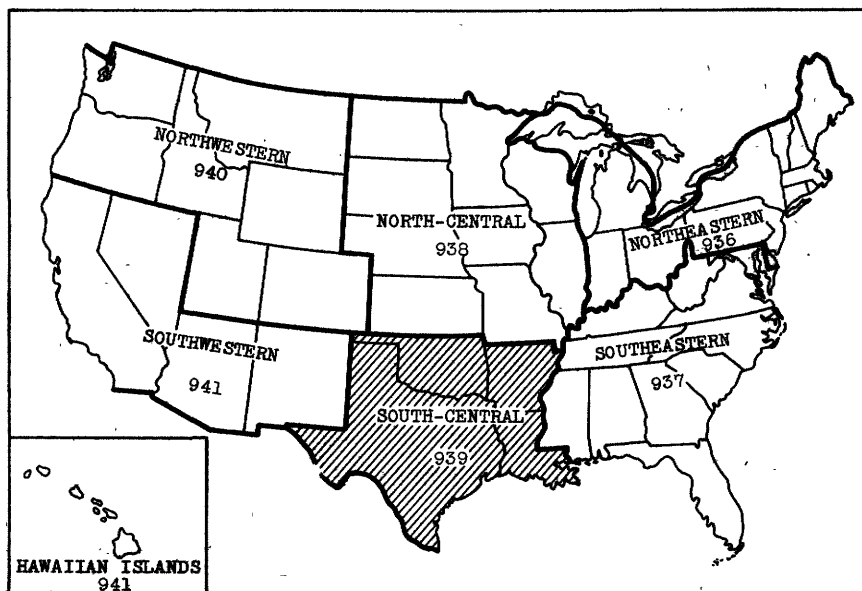 NORTHWESTERN
940
NORTH-CENTRAL
938
NORTHEASTERN
936
SOUTHWESTERN
941
SOUTHEASTERN
937
SOUTH-CENTRAL
939
HAWAIIAN ISLANDS
941